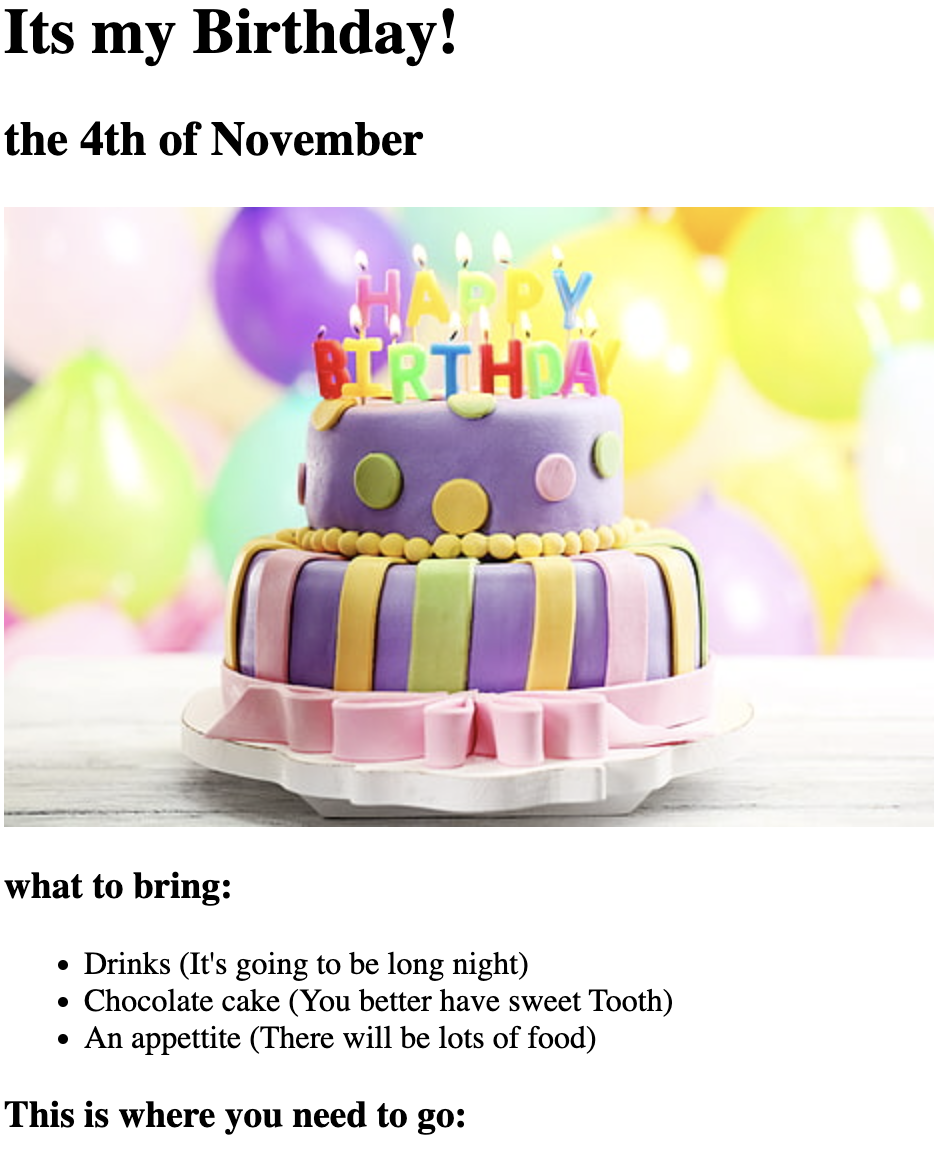 Its my Birthday!
the 4th of November
HAPPY
BIRTHDAY
what to bring:
Drinks (It's going to be long night)
Chocolate cake (You better have sweet Tooth)
An appettite (There will be lots of food)
This is where you need to go: